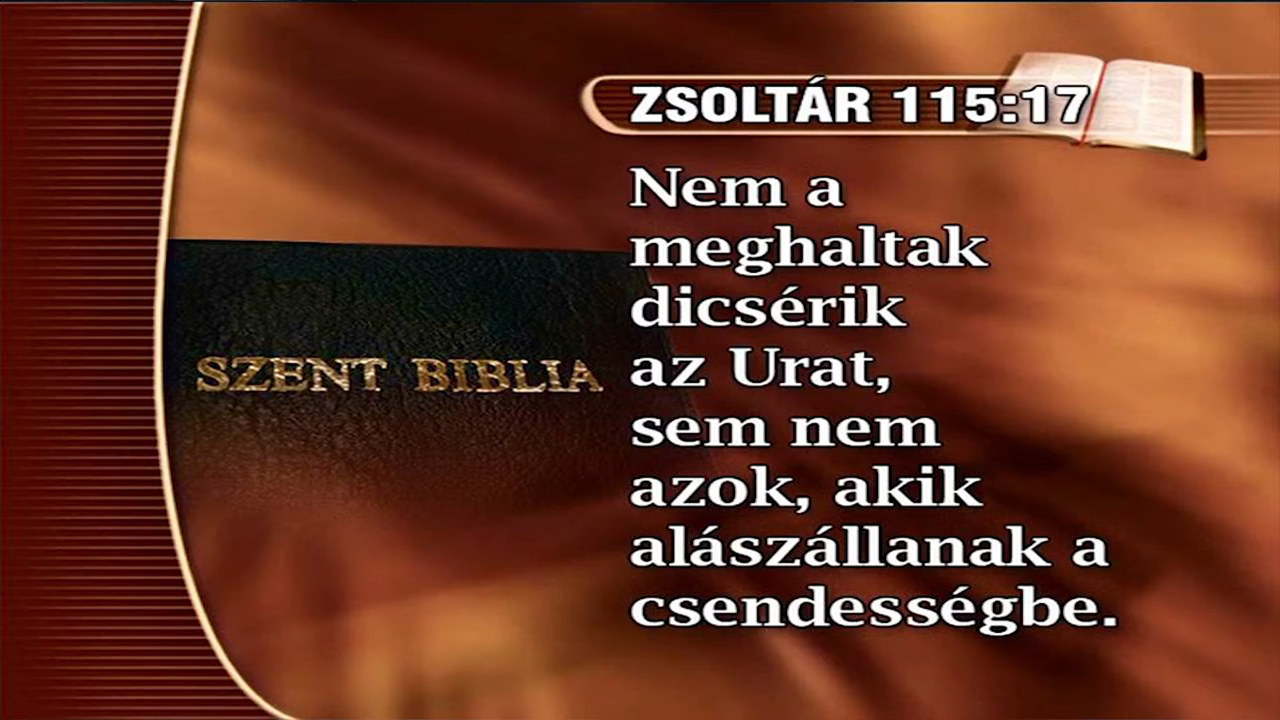 ZSOLTÁR 115:17
Nem a
meghaltak
dicsérik
az Urat,
sem nem
azok, akik
alászállanak a
csendességbe.
SZENT BIBLIA